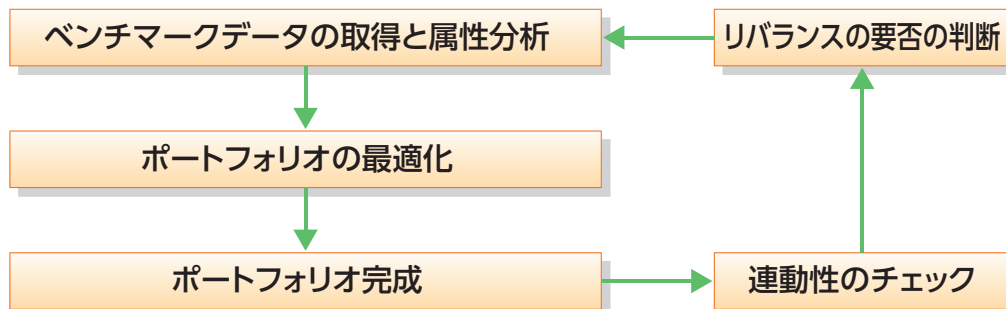 ベンチマークデータの取得と属性分析
リバランスの要否の判断
ポートフォリオの最適化
ポートフォリオ完成
連動性のチェック